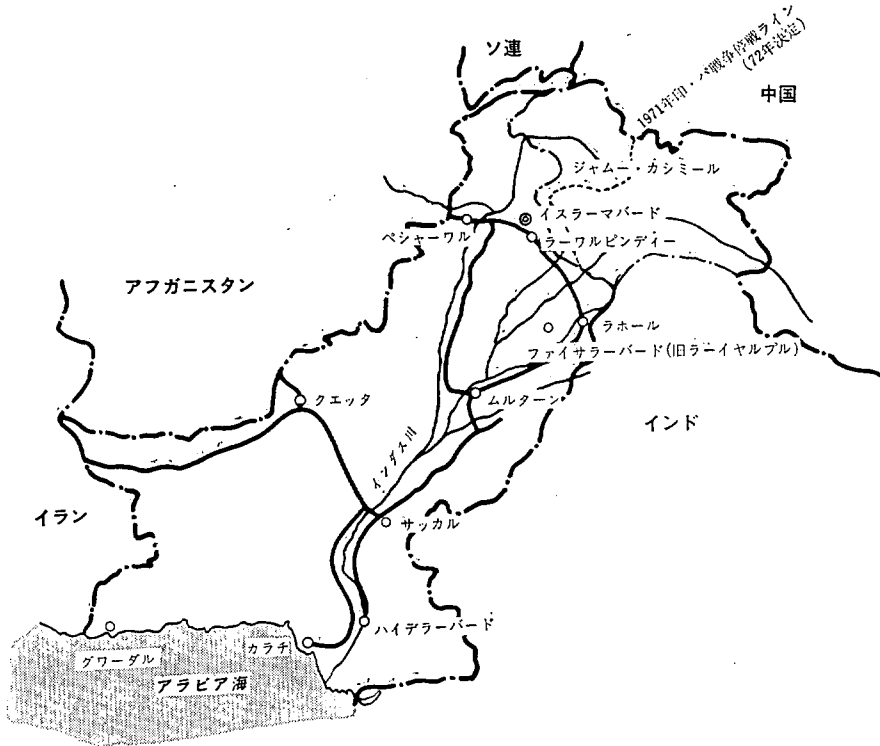 ソ連
1971年印・パ戦争停戦ライン
(72年決定)
中国
ジャムー・カシミール
イスラーマバード
ペシャーワル
ラーワルピンディー
アフガニスタン
ラホール
ファイサラーバード(旧ラーイヤルプル)
クエッタ
ムルターン
インド
インダス川
イラン
サッカル
ハイデラーバード
カラチ
グワーダル
アラビア海